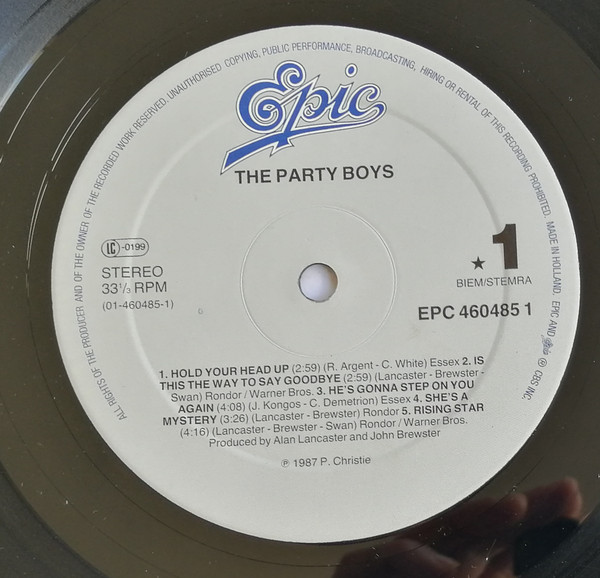 ALL RIGHTS OF THE PRODUCER AND OF THE OWNER OF THE RECORDED WORK RESERVED. UNAUTHORISED COPYING, PUBLIC PERFORMANCE, BROADCASTING, HIRING OR RENTAL OF THIS RECORDING PROHIBITED. MADE IN HOLLAND. EPIC AND Epic ® CBS INC.
Epic
THE PARTY BOYS
LC -0199
STEREO
33 1/3 RPM
(01-460485-1)
★ 1
BIEM/STEMRA
EPC 460485 1
1. HOLD YOUR HEAD UP (2:59) (R. Argent - C. White) Essex 2. IS
THIS THE WAY TO SAY GOODBYE (2:59) (Lancaster - Brewster -
Swan) Rondor / Warner Bros. 3. HE'S GONNA STEP ON YOU
AGAIN (4:08) (J. Kongos - C. Demetrion) Essex 4. SHE'S A
MYSTERY (3:26) (Lancaster - Brewster) Rondor 5. RISING STAR
(4:16) (Lancaster - Brewster - Swan) Rondor / Warner Bros.
Produced by Alan Lancaster and John Brewster
℗ 1987 P. Christie